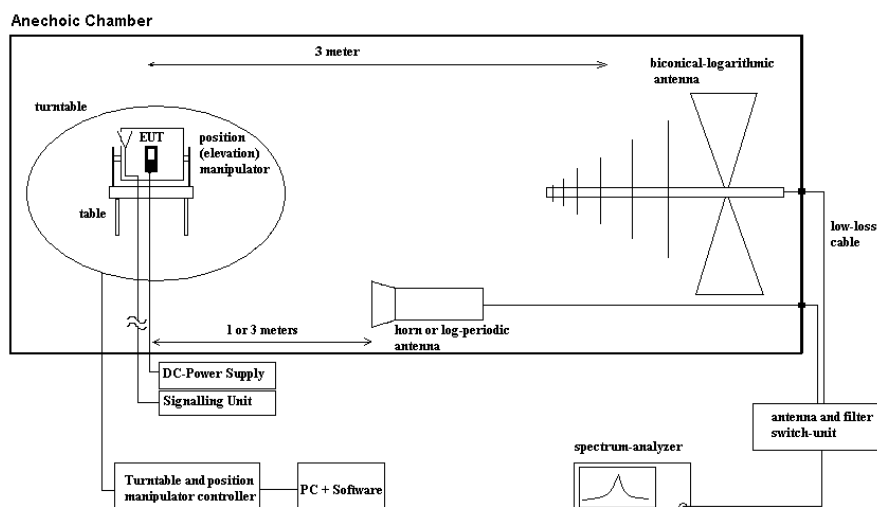 Anechoic Chamber
3 meter
biconical-logarithmic
antenna
turntable
EUT
position
(elevation)
manipulator
table
low-loss
cable
1 or 3 meters
horn or log-periodic
antenna
DC-Power Supply
Signalling Unit
antenna and filter
switch-unit
spectrum-analyzer
Turntable and position
manipulator controller
PC + Software